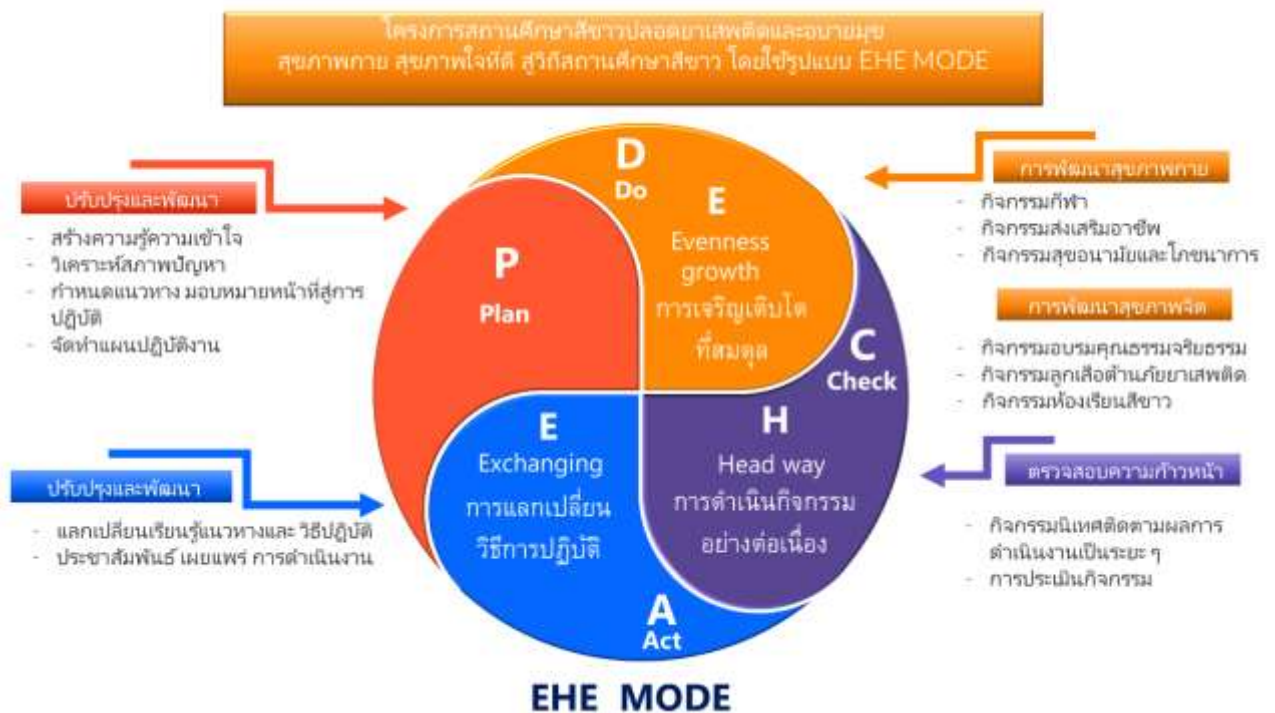 โครงการสถานศึกษาสีขาวปลอดยาเสพติดและอบายมุข
สุขภาพกาย สุขภาพใจที่ดี สู่วิถีสถานศึกษาสีขาว โดยใช้รูปแบบ EHE MODE
ปรับปรุงและพัฒนา
- สร้างความรู้ความเข้าใจ
- วิเคราะห์สภาพปัญหา
- กำหนดแนวทาง มอบหมายหน้าที่สู่การ
ปฏิบัติ
- จัดทำแผนปฏิบัติงาน
P
Plan
D
Do
E
Evenness
growth
การเจริญเติบโต
ที่สมดุล
การพัฒนาสุขภาพกาย
- กิจกรรมกีฬา
- กิจกรรมส่งเสริมอาชีพ
- กิจกรรมสุขอนามัยและโภชนาการ
การพัฒนาสุขภาพจิต
- กิจกรรมอบรมคุณธรรมจริยธรรม
- กิจกรรมลูกเสือต้านภัยยาเสพติด
- กิจกรรมห้องเรียนสีขาว
C
Check
H
Head way
การดำเนินกิจกรรม
อย่างต่อเนื่อง
ตรวจสอบความก้าวหน้า
- กิจกรรมนิเทศติดตามผลการ
ดำเนินงานเป็นระยะ ๆ
- การประเมินกิจกรรม
ปรับปรุงและพัฒนา
- แลกเปลี่ยนเรียนรู้แนวทางและ วิธีปฏิบัติ
- ประชาสัมพันธ์ เผยแพร่ การดำเนินงาน
E
Exchanging
การแลกเปลี่ยน
วิธีการปฏิบัติ
A
Act
EHE MODE